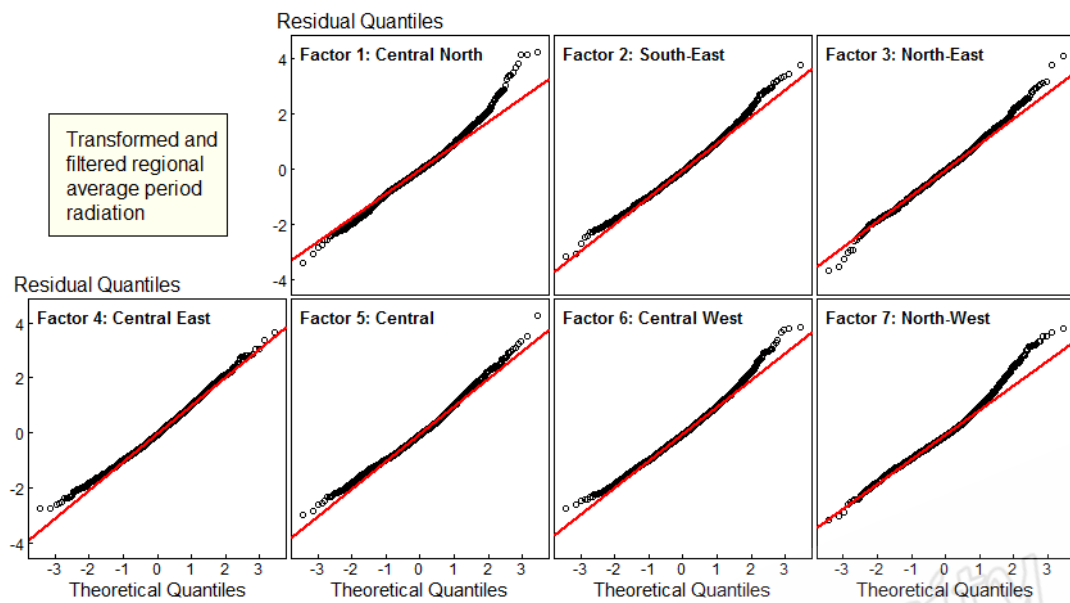 Residual Quantiles
Factor 1: Central North
Factor 2: South-East
Factor 3: North-East
4
2
0
-2
-4
Transformed and
filtered regional
average period
radiation
Residual Quantiles
Factor 4: Central East
Factor 5: Central
Factor 6: Central West
Factor 7: North-West
4
2
0
-2
-4
-3 -2 -1 0 1 2 3
-3 -2 -1 0 1 2 3
-3 -2 -1 0 1 2 3
-3 -2 -1 0 1 2 3
Theoretical Quantiles
Theoretical Quantiles
Theoretical Quantiles
Theoretical Quantiles